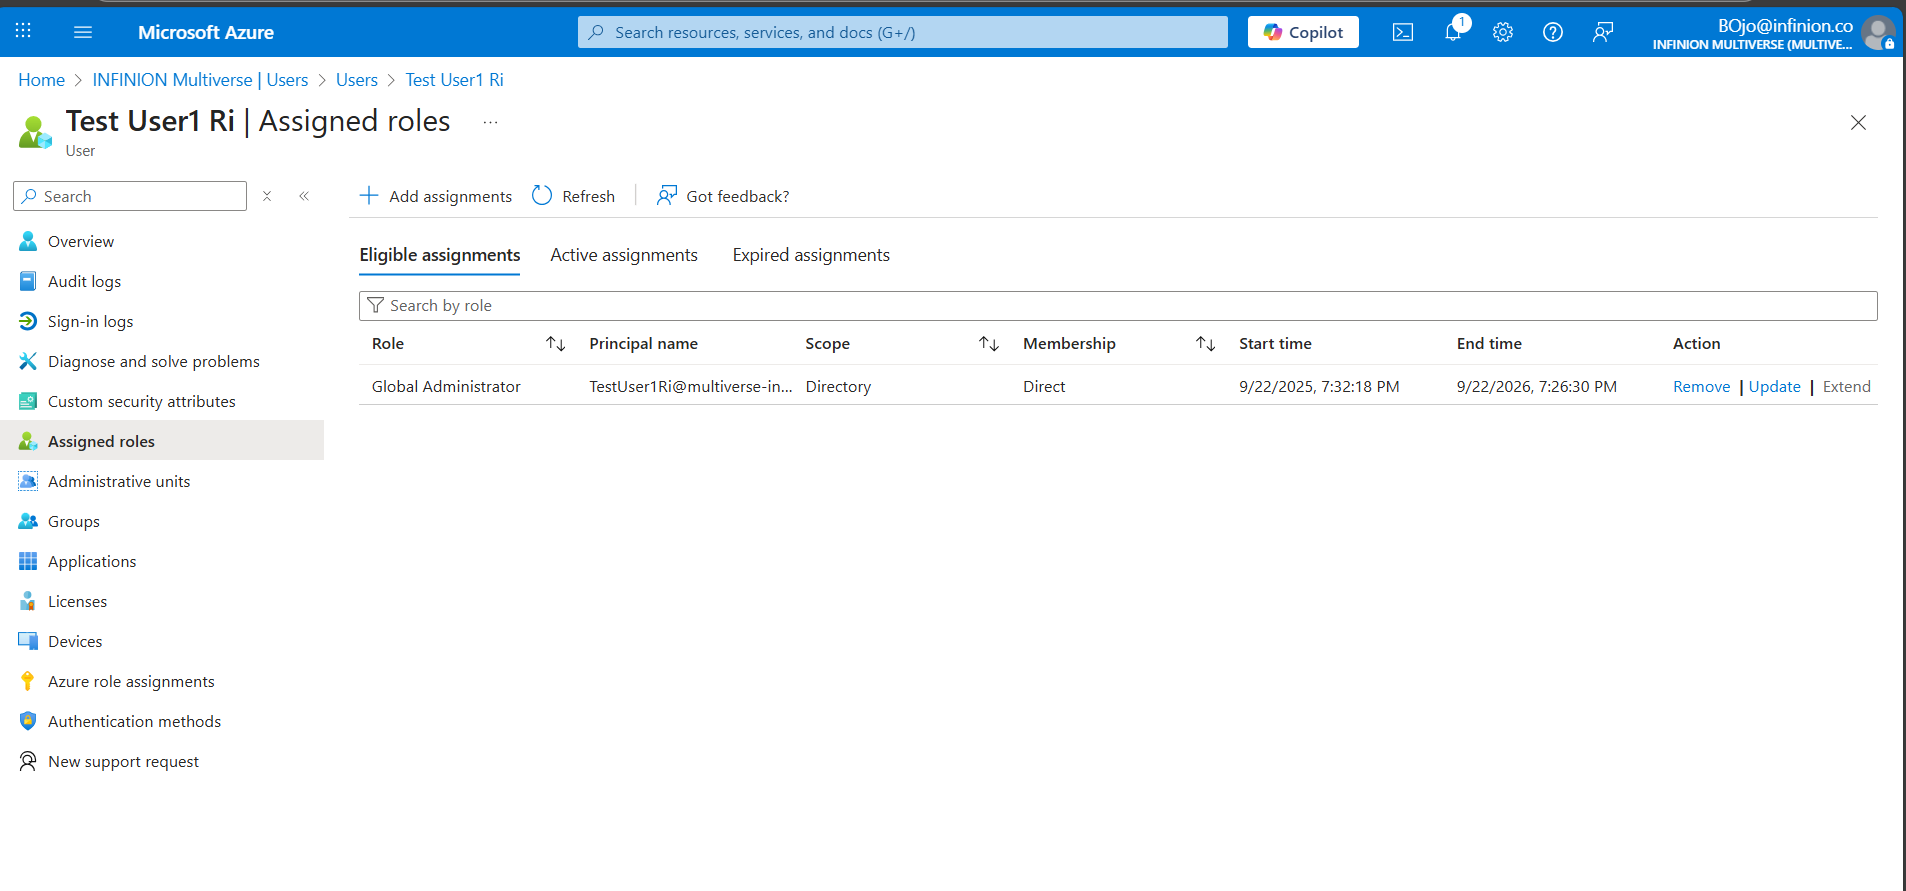 Microsoft Azure
Search resources, services, and docs (G+/)
Copilot
1
BOjo@infinion.co
INFINION MULTIVERSE (MULTIVE...
Home > INFINION Multiverse | Users > Users > Test User1 Ri
Test User1 Ri | Assigned roles ...
User
Search
Overview
Audit logs
Sign-in logs
Diagnose and solve problems
Custom security attributes
Assigned roles
Administrative units
Groups
Applications
Licenses
Devices
Azure role assignments
Authentication methods
New support request
Add assignments Refresh | Got feedback?
Eligible assignments Active assignments Expired assignments
Search by role
Role Principal name Scope Membership Start time End time Action
Global Administrator TestUser1Ri@multiverse-in... Directory Direct 9/22/2025, 7:32:18 PM 9/22/2026, 7:26:30 PM Remove | Update | Extend